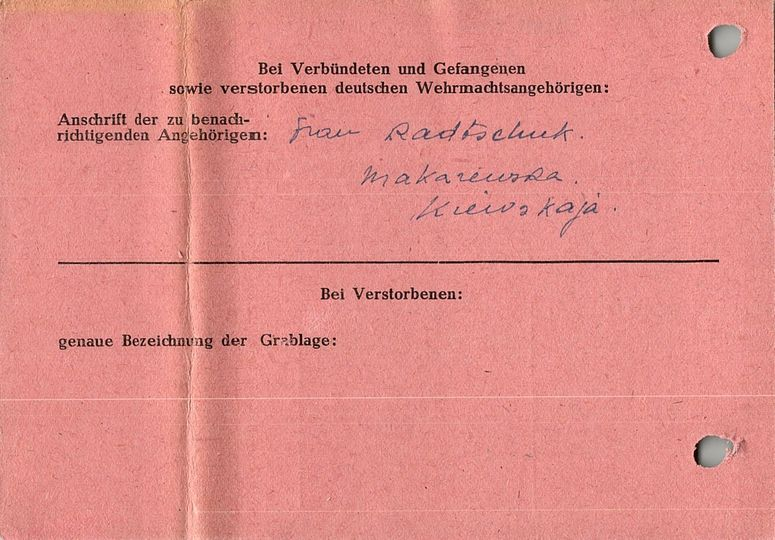 Bei Verbündeten und Gefangenen
sowie verstorbenen deutschen Wehrmachtsangehörigen:
Anschrift der zu benach-
richtigenden Angehörigen: Frau Radtschuk.
Makarewska.
Kiewskaja.
Bei Verstorbenen:
genaue Bezeichnung der Grablage: